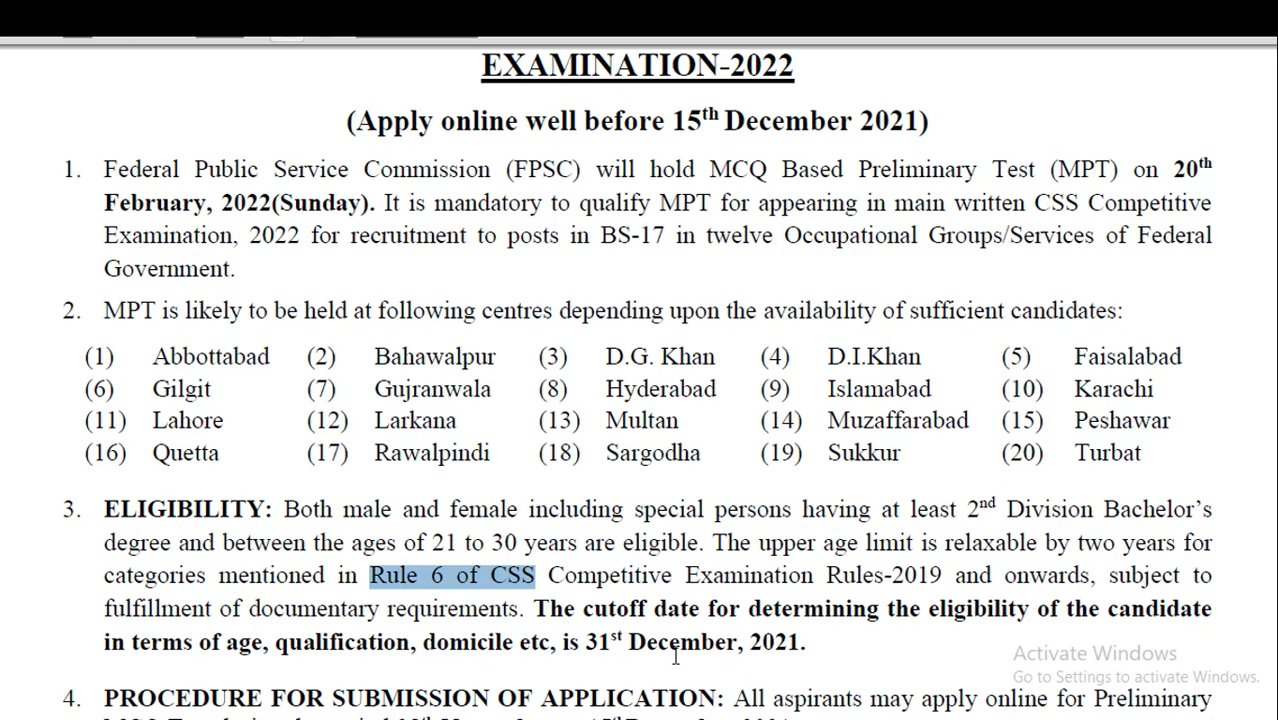 EXAMINATION-2022
(Apply online well before 15th December 2021)
1. Federal Public Service Commission (FPSC) will hold MCQ Based Preliminary Test (MPT) on 20th
February, 2022(Sunday). It is mandatory to qualify MPT for appearing in main written CSS Competitive
Examination, 2022 for recruitment to posts in BS-17 in twelve Occupational Groups/Services of Federal
Government.
2. MPT is likely to be held at following centres depending upon the availability of sufficient candidates:
(1) Abbottabad (2) Bahawalpur (3) D.G. Khan (4) D.I.Khan (5) Faisalabad
(6) Gilgit (7) Gujranwala (8) Hyderabad (9) Islamabad (10) Karachi
(11) Lahore (12) Larkana (13) Multan (14) Muzaffarabad (15) Peshawar
(16) Quetta (17) Rawalpindi (18) Sargodha (19) Sukkur (20) Turbat
3. ELIGIBILITY: Both male and female including special persons having at least 2nd Division Bachelor's
degree and between the ages of 21 to 30 years are eligible. The upper age limit is relaxable by two years for
categories mentioned in Rule 6 of CSS Competitive Examination Rules-2019 and onwards, subject to
fulfillment of documentary requirements. The cutoff date for determining the eligibility of the candidate
in terms of age, qualification, domicile etc, is 31st December, 2021.
Activate Windows
Go to Settings to activate Windows.
4. PROCEDURE FOR SUBMISSION OF APPLICATION: All aspirants may apply online for Preliminary